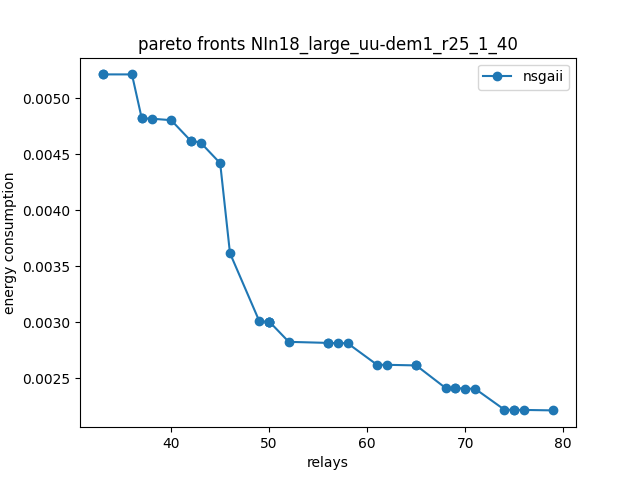 pareto fronts NIn18_large_uu-dem1_r25_1_40
nsgaii
energy consumption
0.0050
0.0045
0.0040
0.0035
0.0030
0.0025
40 50 60 70 80
relays